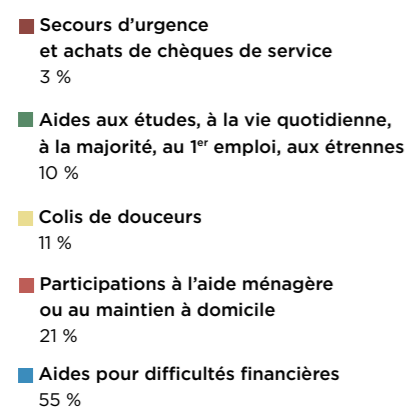 Secours d’urgence
et achats de chèques de service
3 %
Aides aux études, à la vie quotidienne,
à la majorité, au 1er emploi, aux étrennes
10 %
Colis de douceurs
11 %
Participations à l’aide ménagère
ou au maintien à domicile
21 %
Aides pour difficultés financières
55 %